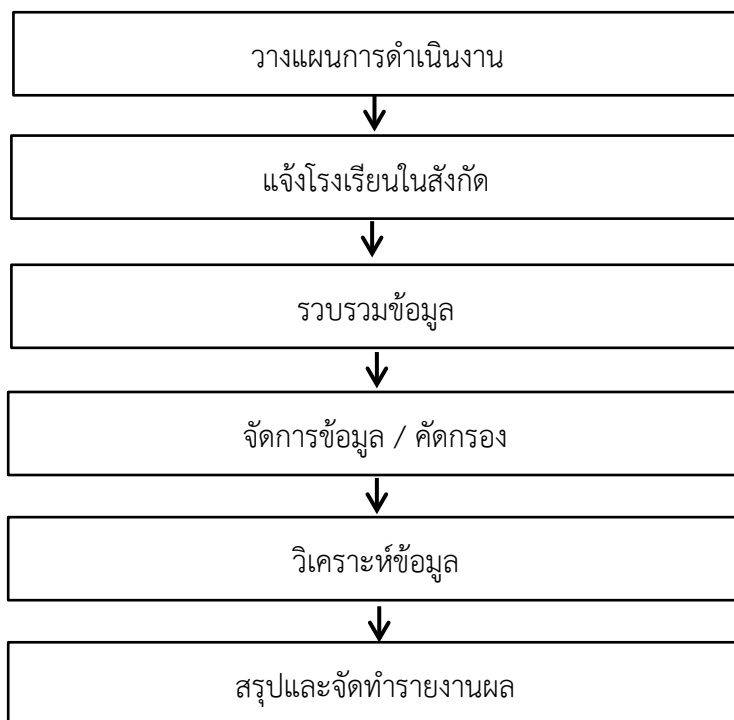 วางแผนการดำเนินงาน
แจ้งโรงเรียนในสังกัด
รวบรวมข้อมูล
จัดการข้อมูล / คัดกรอง
วิเคราะห์ข้อมูล
สรุปและจัดทำรายงานผล